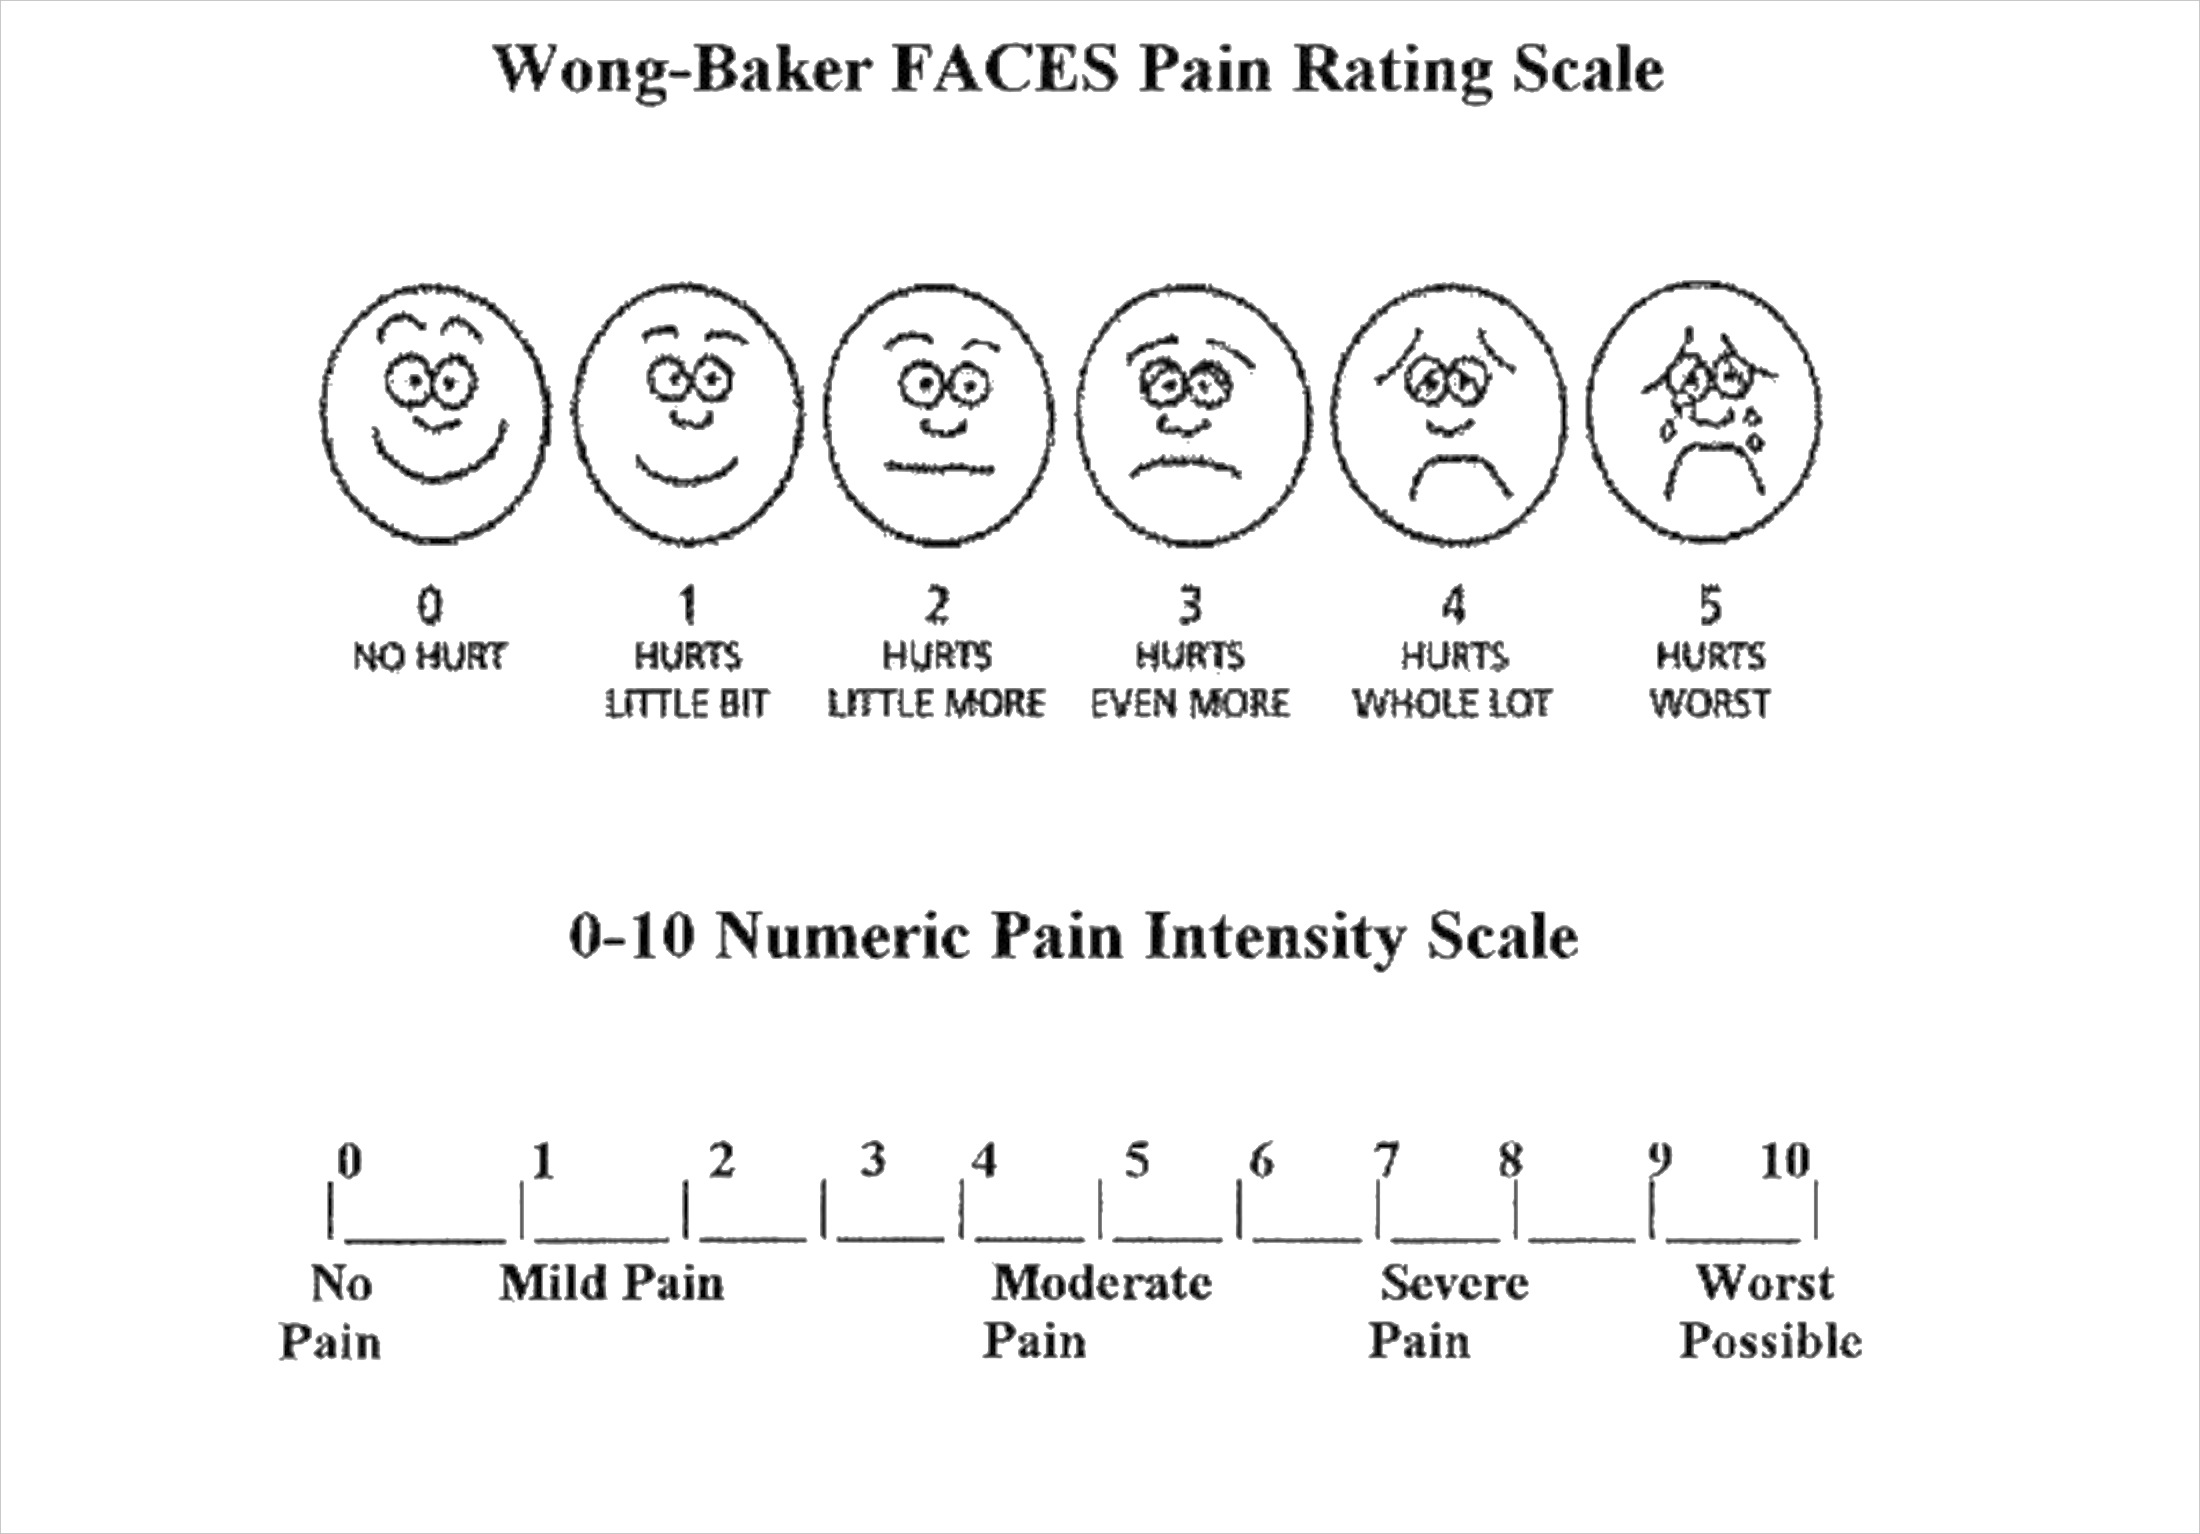 Wong-Baker FACES Pain Rating Scale
0 1 2 3 4 5
NO HURT HURTS HURTS HURTS HURTS HURTS
LITTLE BIT LITTLE MORE EVEN MORE WHOLE LOT WORST
0-10 Numeric Pain Intensity Scale
0 1 2 3 4 5 6 7 8 9 10
No Mild Pain Moderate Severe Worst
Pain Pain Pain Possible